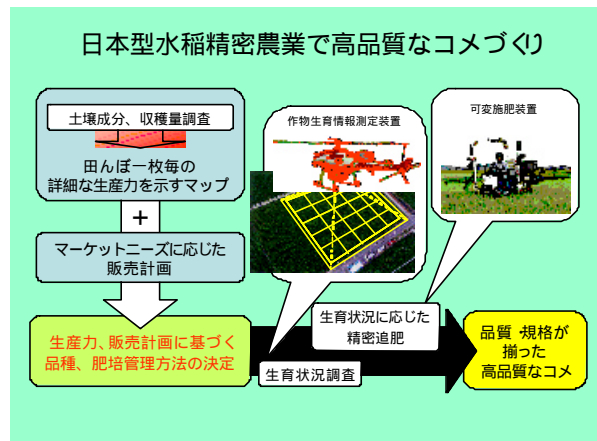 日本型水稲精密農業で高品質なコメづくり
土壌成分、収穫量調査
田んぼ一枚毎の
詳細な生産力を示すマップ
+
マーケットニーズに応じた
販売計画
生産力、販売計画に基づく
品種、肥培管理方法の決定
作物生育情報測定装置
可変施肥装置
生育状況調査
生育状況に応じた
精密追肥
品質・規格が
揃った
高品質なコメ